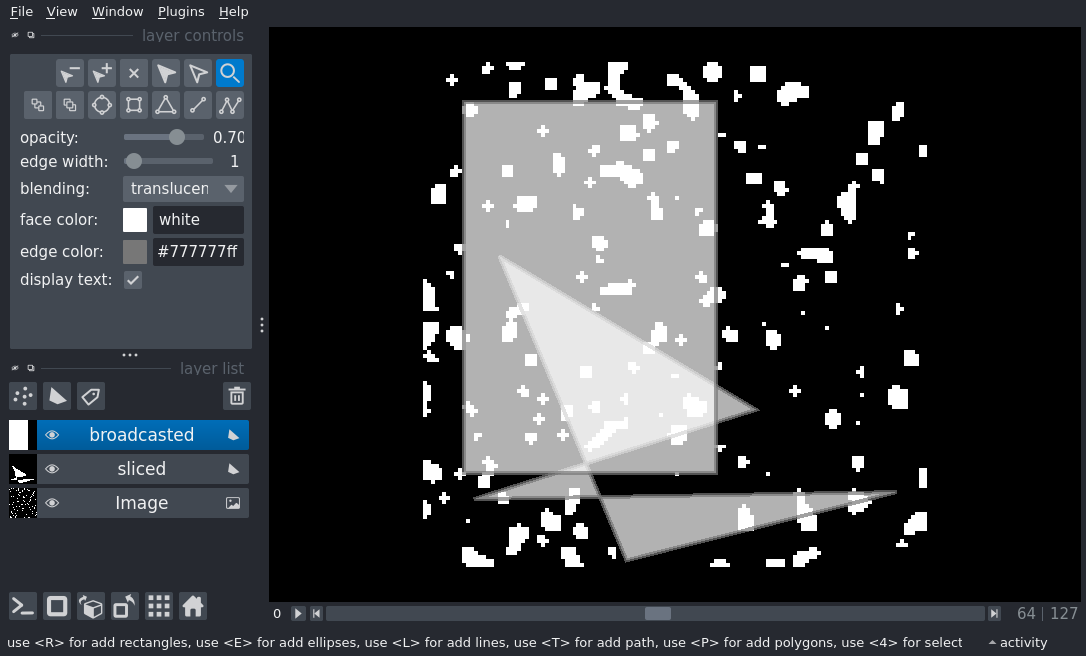 File View Window Plugins Help
layer controls
opacity: 0.70
edge width: 1
blending: translucen
face color: white
edge color: #777777ff
display text:
layer list
broadcasted
sliced
Image
0 64 | 127
use <R> for add rectangles, use <E> for add ellipses, use <L> for add lines, use <T> for add path, use <P> for add polygons, use <4> for select activity